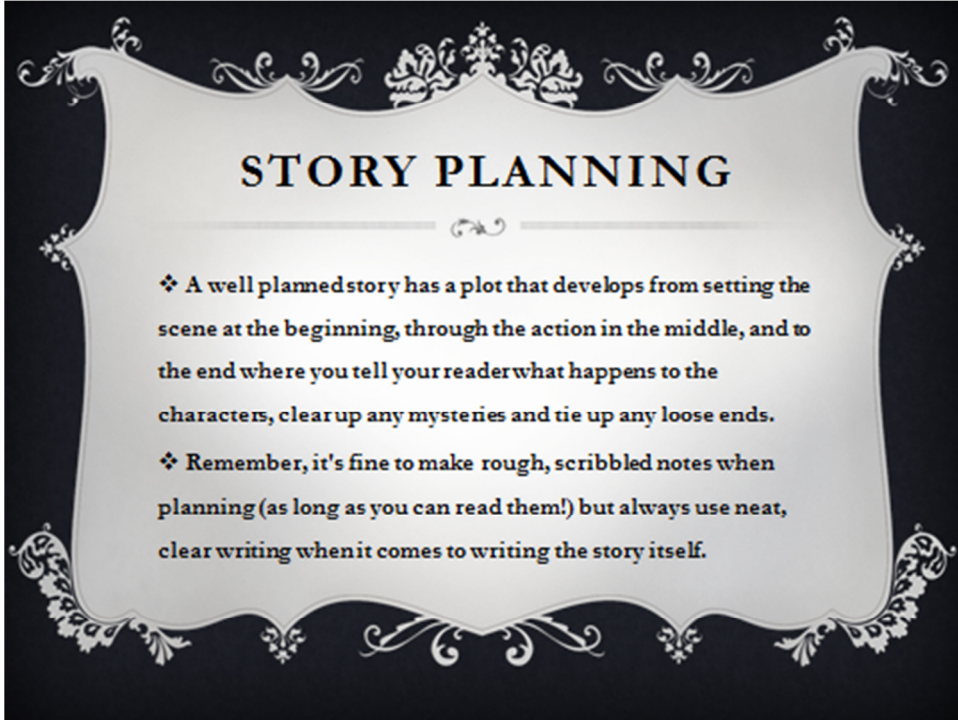 STORY PLANNING
❖ A well planned story has a plot that develops from setting the
scene at the beginning, through the action in the middle, and to
the end where you tell your reader what happens to the
characters, clear up any mysteries and tie up any loose ends.
❖ Remember, it's fine to make rough, scribbled notes when
planning (as long as you can read them!) but always use neat,
clear writing when it comes to writing the story itself.